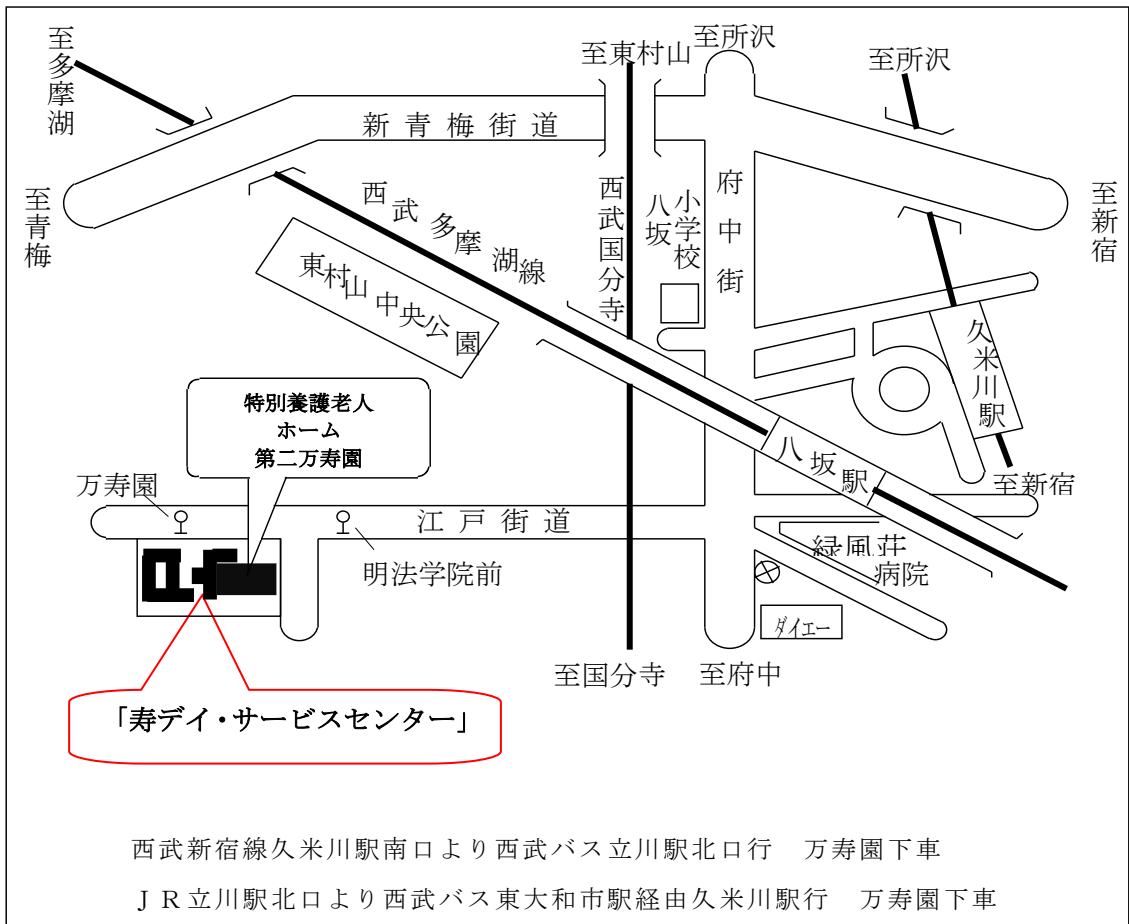 至多摩湖
至東村山
至所沢
至所沢
新青梅街道
至青梅
至新宿
西武多摩湖線
西武国分寺
八坂
小学校
府中街
東村山中央公園
久米川駅
特別養護老人
ホーム
第二万寿園
八坂駅
至新宿
万寿園
江戸街道
明法学院前
緑風荘
病院
ダイエー
至国分寺
至府中
「寿デイ・サービスセンター」
西武新宿線久米川駅南口より西武バス立川駅北口行　万寿園下車
ＪＲ立川駅北口より西武バス東大和市駅経由久米川駅行　万寿園下車